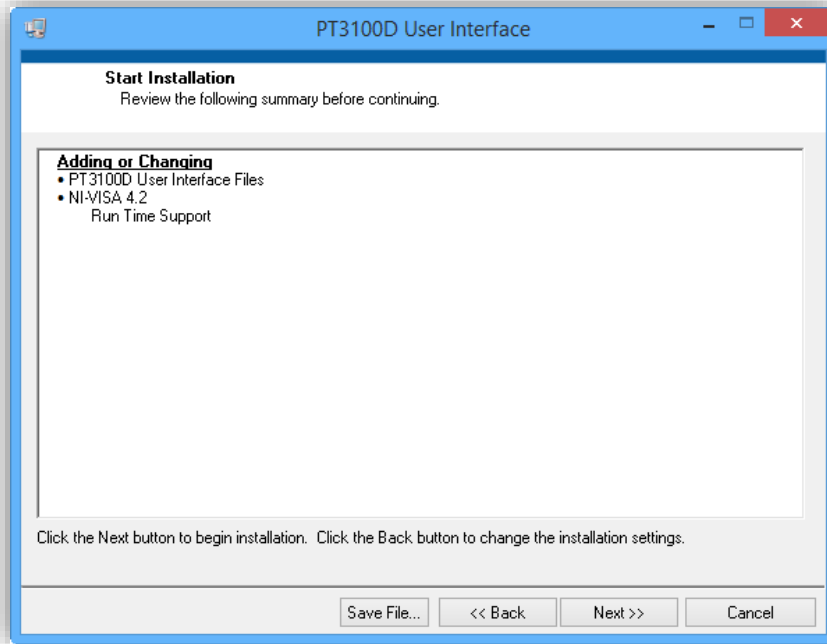 PT3100D User Interface
Start Installation
Review the following summary before continuing.
Adding or Changing
• PT3100D User Interface Files
• NI-VISA 4.2
Run Time Support
Click the Next button to begin installation.  Click the Back button to change the installation settings.
Save File...
<< Back
Next >>
Cancel